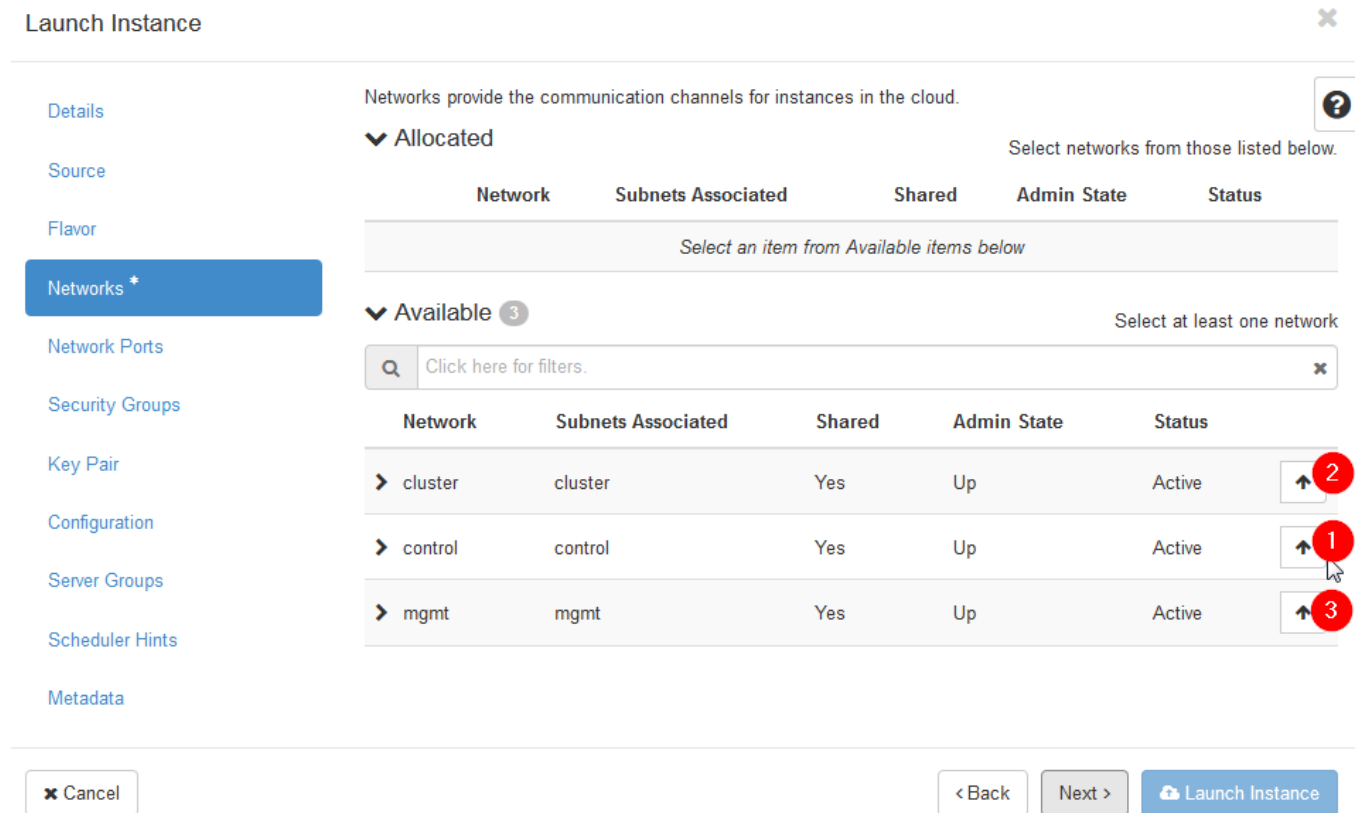 Launch Instance
Details
Source
Flavor
Networks *
Network Ports
Security Groups
Key Pair
Configuration
Server Groups
Scheduler Hints
Metadata
Networks provide the communication channels for instances in the cloud.
Allocated
Select networks from those listed below.
Network Subnets Associated Shared Admin State Status
Select an item from Available items below
Available 3
Select at least one network
Click here for filters.
Network Subnets Associated Shared Admin State Status
cluster cluster Yes Up Active 2
control control Yes Up Active 1
mgmt mgmt Yes Up Active 3
Cancel
< Back Next > Launch Instance